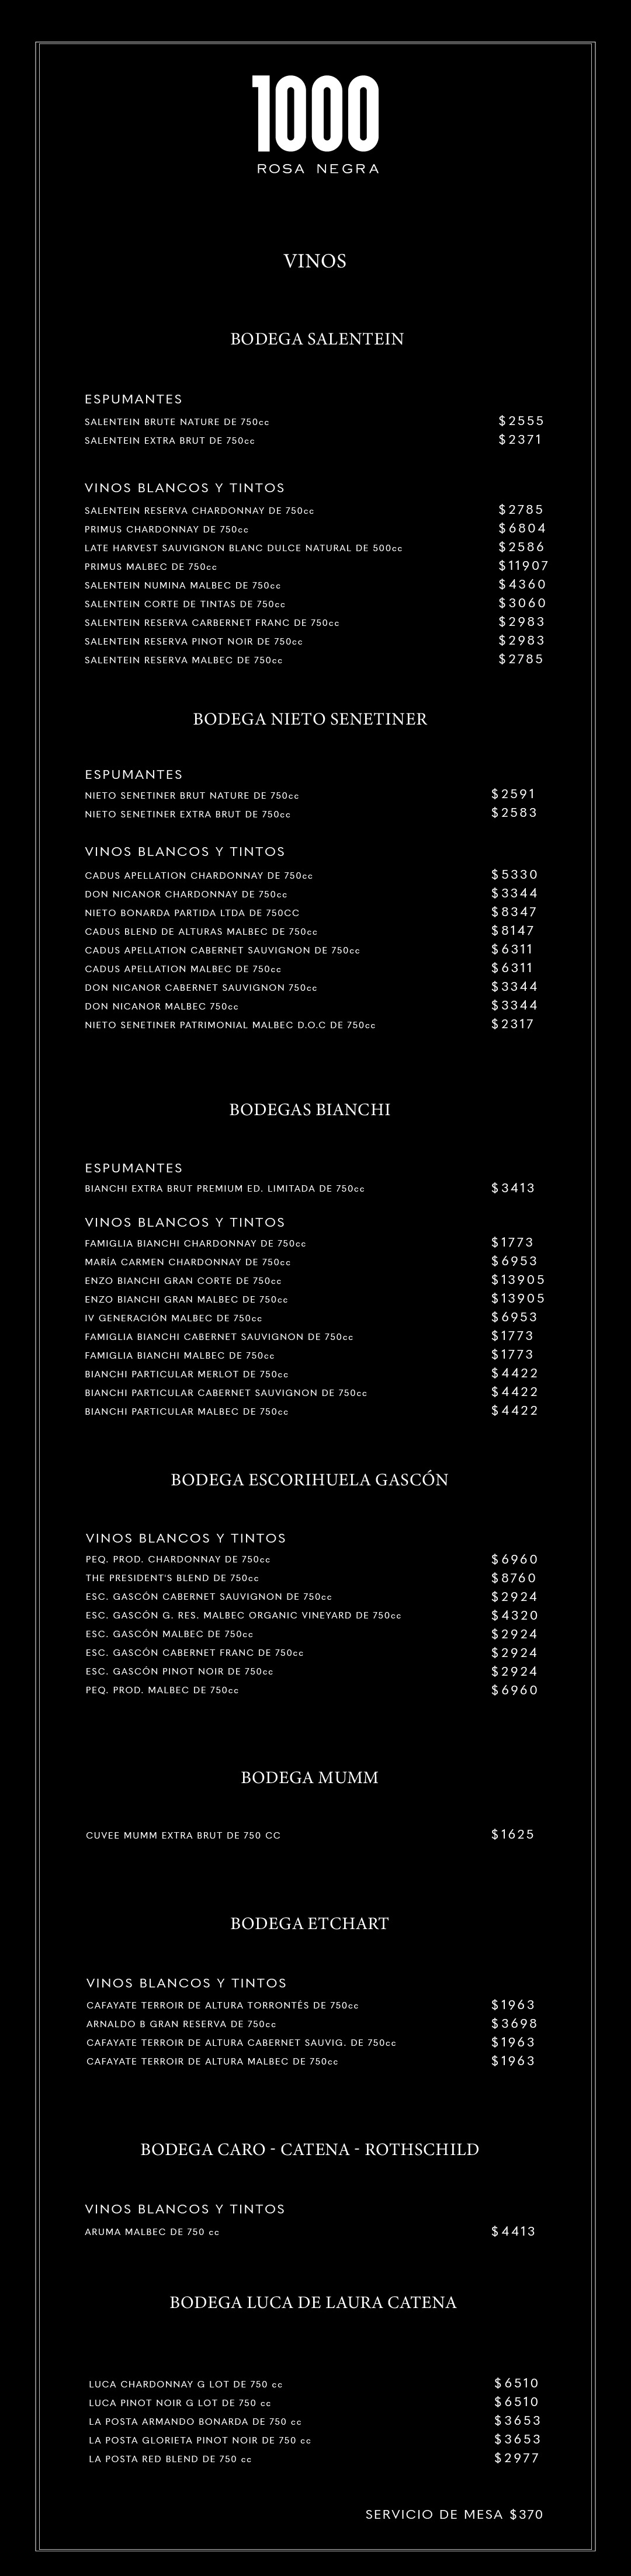 1000
ROSA NEGRA
VINOS
BODEGA SALENTEIN
ESPUMANTES
SALENTEIN BRUTE NATURE DE 750cc $2555
SALENTEIN EXTRA BRUT DE 750cc $2371
VINOS BLANCOS Y TINTOS
SALENTEIN RESERVA CHARDONNAY DE 750cc $2785
PRIMUS CHARDONNAY DE 750cc $6804
LATE HARVEST SAUVIGNON BLANC DULCE NATURAL DE 500cc $2586
PRIMUS MALBEC DE 750cc $11907
SALENTEIN NUMINA MALBEC DE 750cc $4360
SALENTEIN CORTE DE TINTAS DE 750cc $3060
SALENTEIN RESERVA CARBERNET FRANC DE 750cc $2983
SALENTEIN RESERVA PINOT NOIR DE 750cc $2983
SALENTEIN RESERVA MALBEC DE 750cc $2785
BODEGA NIETO SENETINER
ESPUMANTES
NIETO SENETINER BRUT NATURE DE 750cc $2591
NIETO SENETINER EXTRA BRUT DE 750cc $2583
VINOS BLANCOS Y TINTOS
CADUS APELLATION CHARDONNAY DE 750cc $5330
DON NICANOR CHARDONNAY DE 750cc $3344
NIETO BONARDA PARTIDA LTDA DE 750CC $8347
CADUS BLEND DE ALTURAS MALBEC DE 750cc $8147
CADUS APELLATION CABERNET SAUVIGNON DE 750cc $6311
CADUS APELLATION MALBEC DE 750cc $6311
DON NICANOR CABERNET SAUVIGNON 750cc $3344
DON NICANOR MALBEC 750cc $3344
NIETO SENETINER PATRIMONIAL MALBEC D.O.C DE 750cc $2317
BODEGAS BIANCHI
ESPUMANTES
BIANCHI EXTRA BRUT PREMIUM ED. LIMITADA DE 750cc $3413
VINOS BLANCOS Y TINTOS
FAMIGLIA BIANCHI CHARDONNAY DE 750cc $1773
MARÍA CARMEN CHARDONNAY DE 750cc $6953
ENZO BIANCHI GRAN CORTE DE 750cc $13905
ENZO BIANCHI GRAN MALBEC DE 750cc $13905
IV GENERACIÓN MALBEC DE 750cc $6953
FAMIGLIA BIANCHI CABERNET SAUVIGNON DE 750cc $1773
FAMIGLIA BIANCHI MALBEC DE 750cc $1773
BIANCHI PARTICULAR MERLOT DE 750cc $4422
BIANCHI PARTICULAR CABERNET SAUVIGNON DE 750cc $4422
BIANCHI PARTICULAR MALBEC DE 750cc $4422
BODEGA ESCORIHUELA GASCÓN
VINOS BLANCOS Y TINTOS
PEQ. PROD. CHARDONNAY DE 750cc $6960
THE PRESIDENT'S BLEND DE 750cc $8760
ESC. GASCÓN CABERNET SAUVIGNON DE 750cc $2924
ESC. GASCÓN G. RES. MALBEC ORGANIC VINEYARD DE 750cc $4320
ESC. GASCÓN MALBEC DE 750cc $2924
ESC. GASCÓN CABERNET FRANC DE 750cc $2924
ESC. GASCÓN PINOT NOIR DE 750cc $2924
PEQ. PROD. MALBEC DE 750cc $6960
BODEGA MUMM
CUVEE MUMM EXTRA BRUT DE 750 CC $1625
BODEGA ETCHART
VINOS BLANCOS Y TINTOS
CAFAYATE TERROIR DE ALTURA TORRONTÉS DE 750cc $1963
ARNALDO B GRAN RESERVA DE 750cc $3698
CAFAYATE TERROIR DE ALTURA CABERNET SAUVIG. DE 750cc $1963
CAFAYATE TERROIR DE ALTURA MALBEC DE 750cc $1963
BODEGA CARO - CATENA - ROTHSCHILD
VINOS BLANCOS Y TINTOS
ARUMA MALBEC DE 750 cc $4413
BODEGA LUCA DE LAURA CATENA
LUCA CHARDONNAY G LOT DE 750 cc $6510
LUCA PINOT NOIR G LOT DE 750 cc $6510
LA POSTA ARMANDO BONARDA DE 750 cc $3653
LA POSTA GLORIETA PINOT NOIR DE 750 cc $3653
LA POSTA RED BLEND DE 750 cc $2977
SERVICIO DE MESA $370